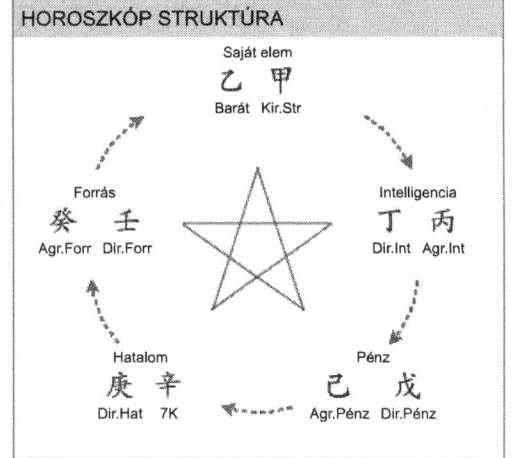 HOROSZKÓP STRUKTÚRA
Saját elem
乙 甲
Barát Kir.Str
Forrás
癸 壬
Agr.Forr Dir.Forr
Intelligencia
丁 丙
Dir.Int Agr.Int
Hatalom
庚 辛
Dir.Hat 7K
Pénz
己 戊
Agr.Pénz Dir.Pénz